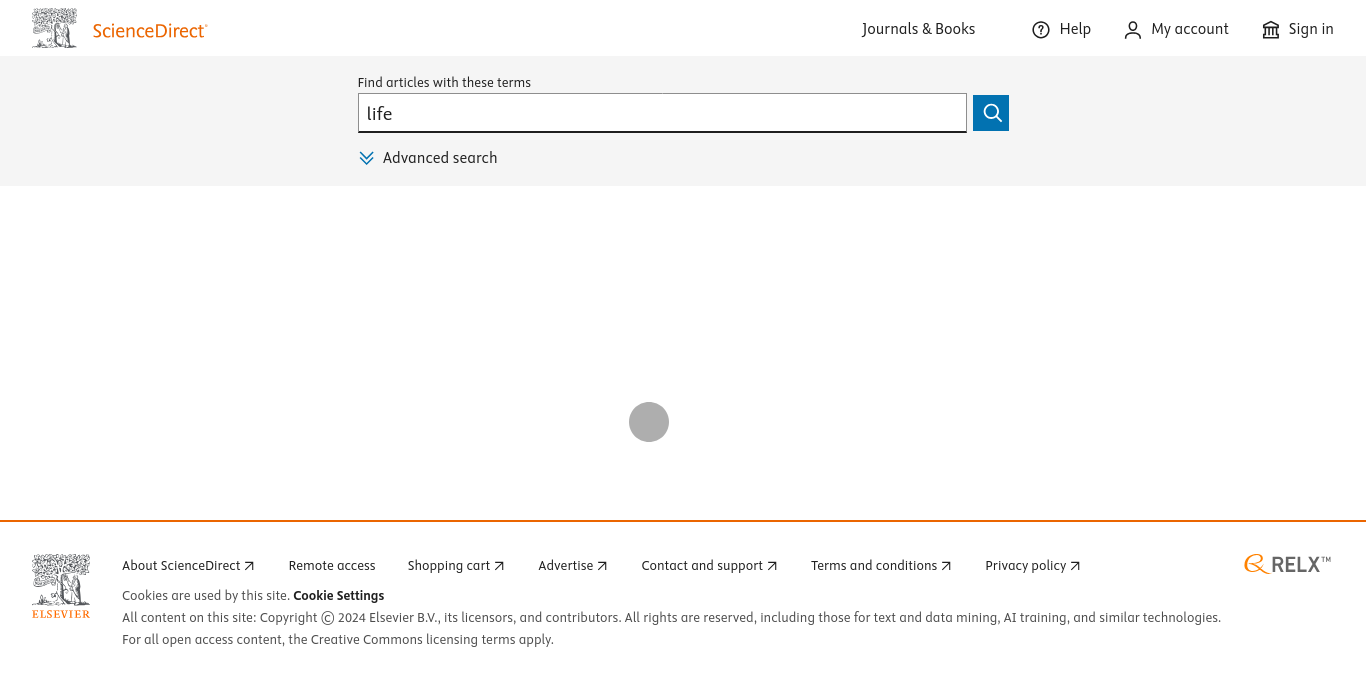 ScienceDirect
Journals & Books
Help
My account
Sign in
Find articles with these terms
life
Advanced search
About ScienceDirect
Remote access
Shopping cart
Advertise
Contact and support
Terms and conditions
Privacy policy
RELX™
Cookies are used by this site. Cookie Settings
ELSEVIER
All content on this site: Copyright © 2024 Elsevier B.V., its licensors, and contributors. All rights are reserved, including those for text and data mining, AI training, and similar technologies.
For all open access content, the Creative Commons licensing terms apply.